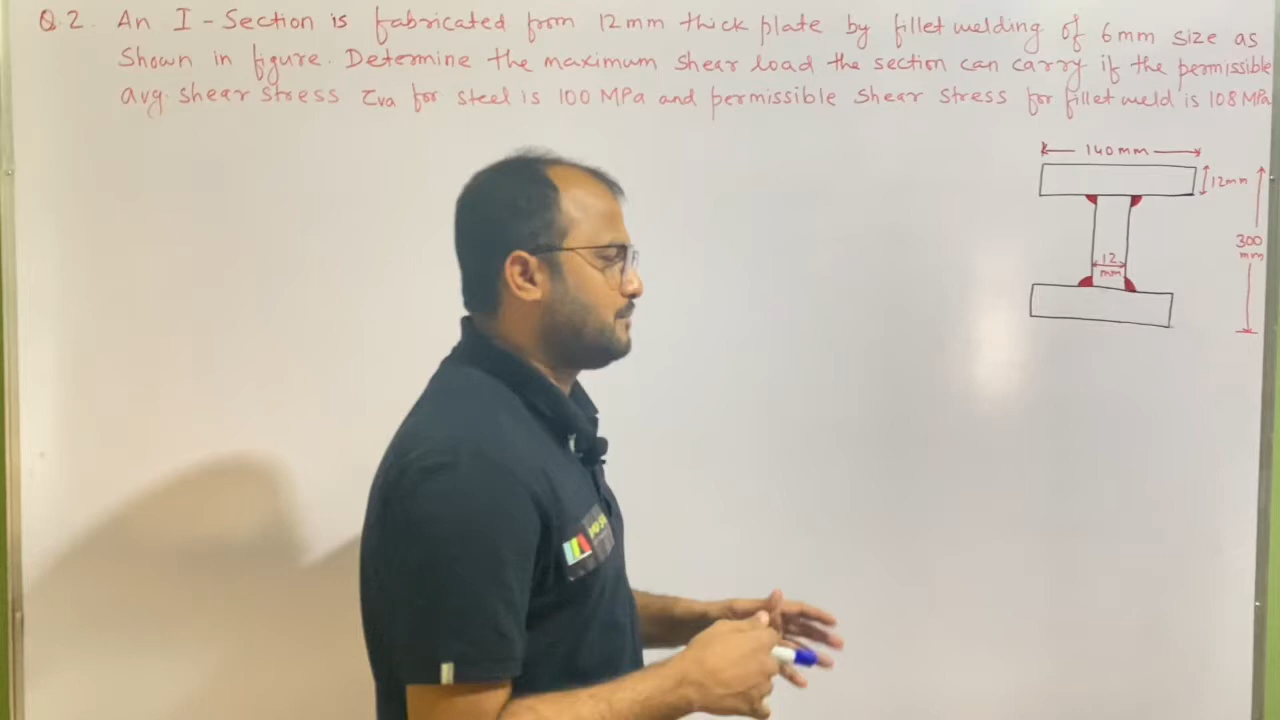 Q.2. An I-Section is fabricated from 12mm thick plate by fillet welding of 6mm size as
shown in figure. Determine the maximum shear load the section can carry if the permissible
avg. shear stress τva for steel is 100 MPa and permissible shear stress for fillet weld is 108 MPa
140mm
12mm
300
mm
12
mm